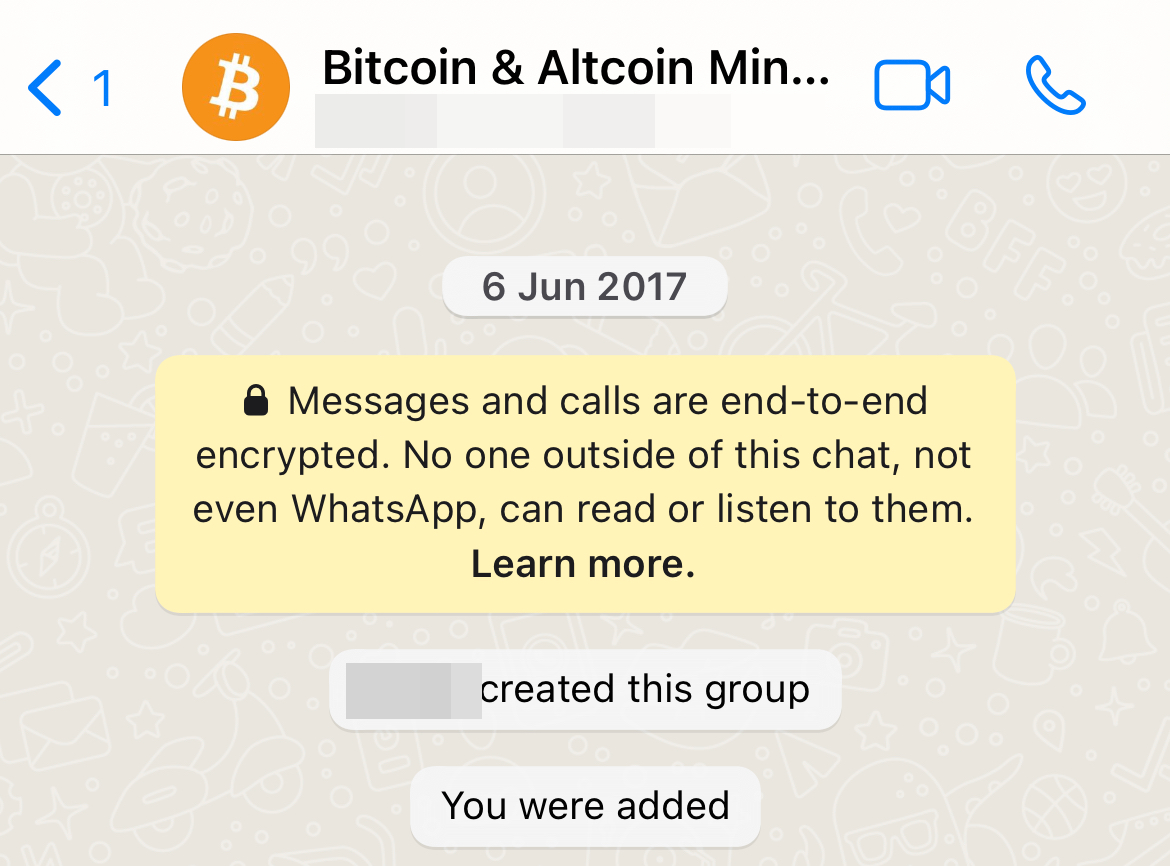 1
Bitcoin & Altcoin Min...
6 Jun 2017
Messages and calls are end-to-end
encrypted. No one outside of this chat, not
even WhatsApp, can read or listen to them.
Learn more.
created this group
You were added